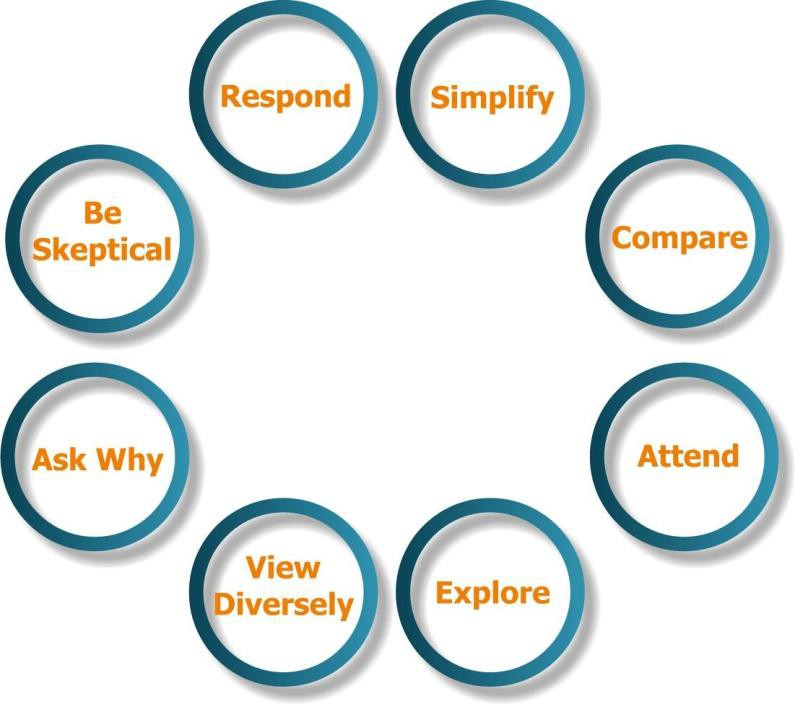 Respond
Simplify
Be
Skeptical
Compare
Ask Why
Attend
View
Diversely
Explore